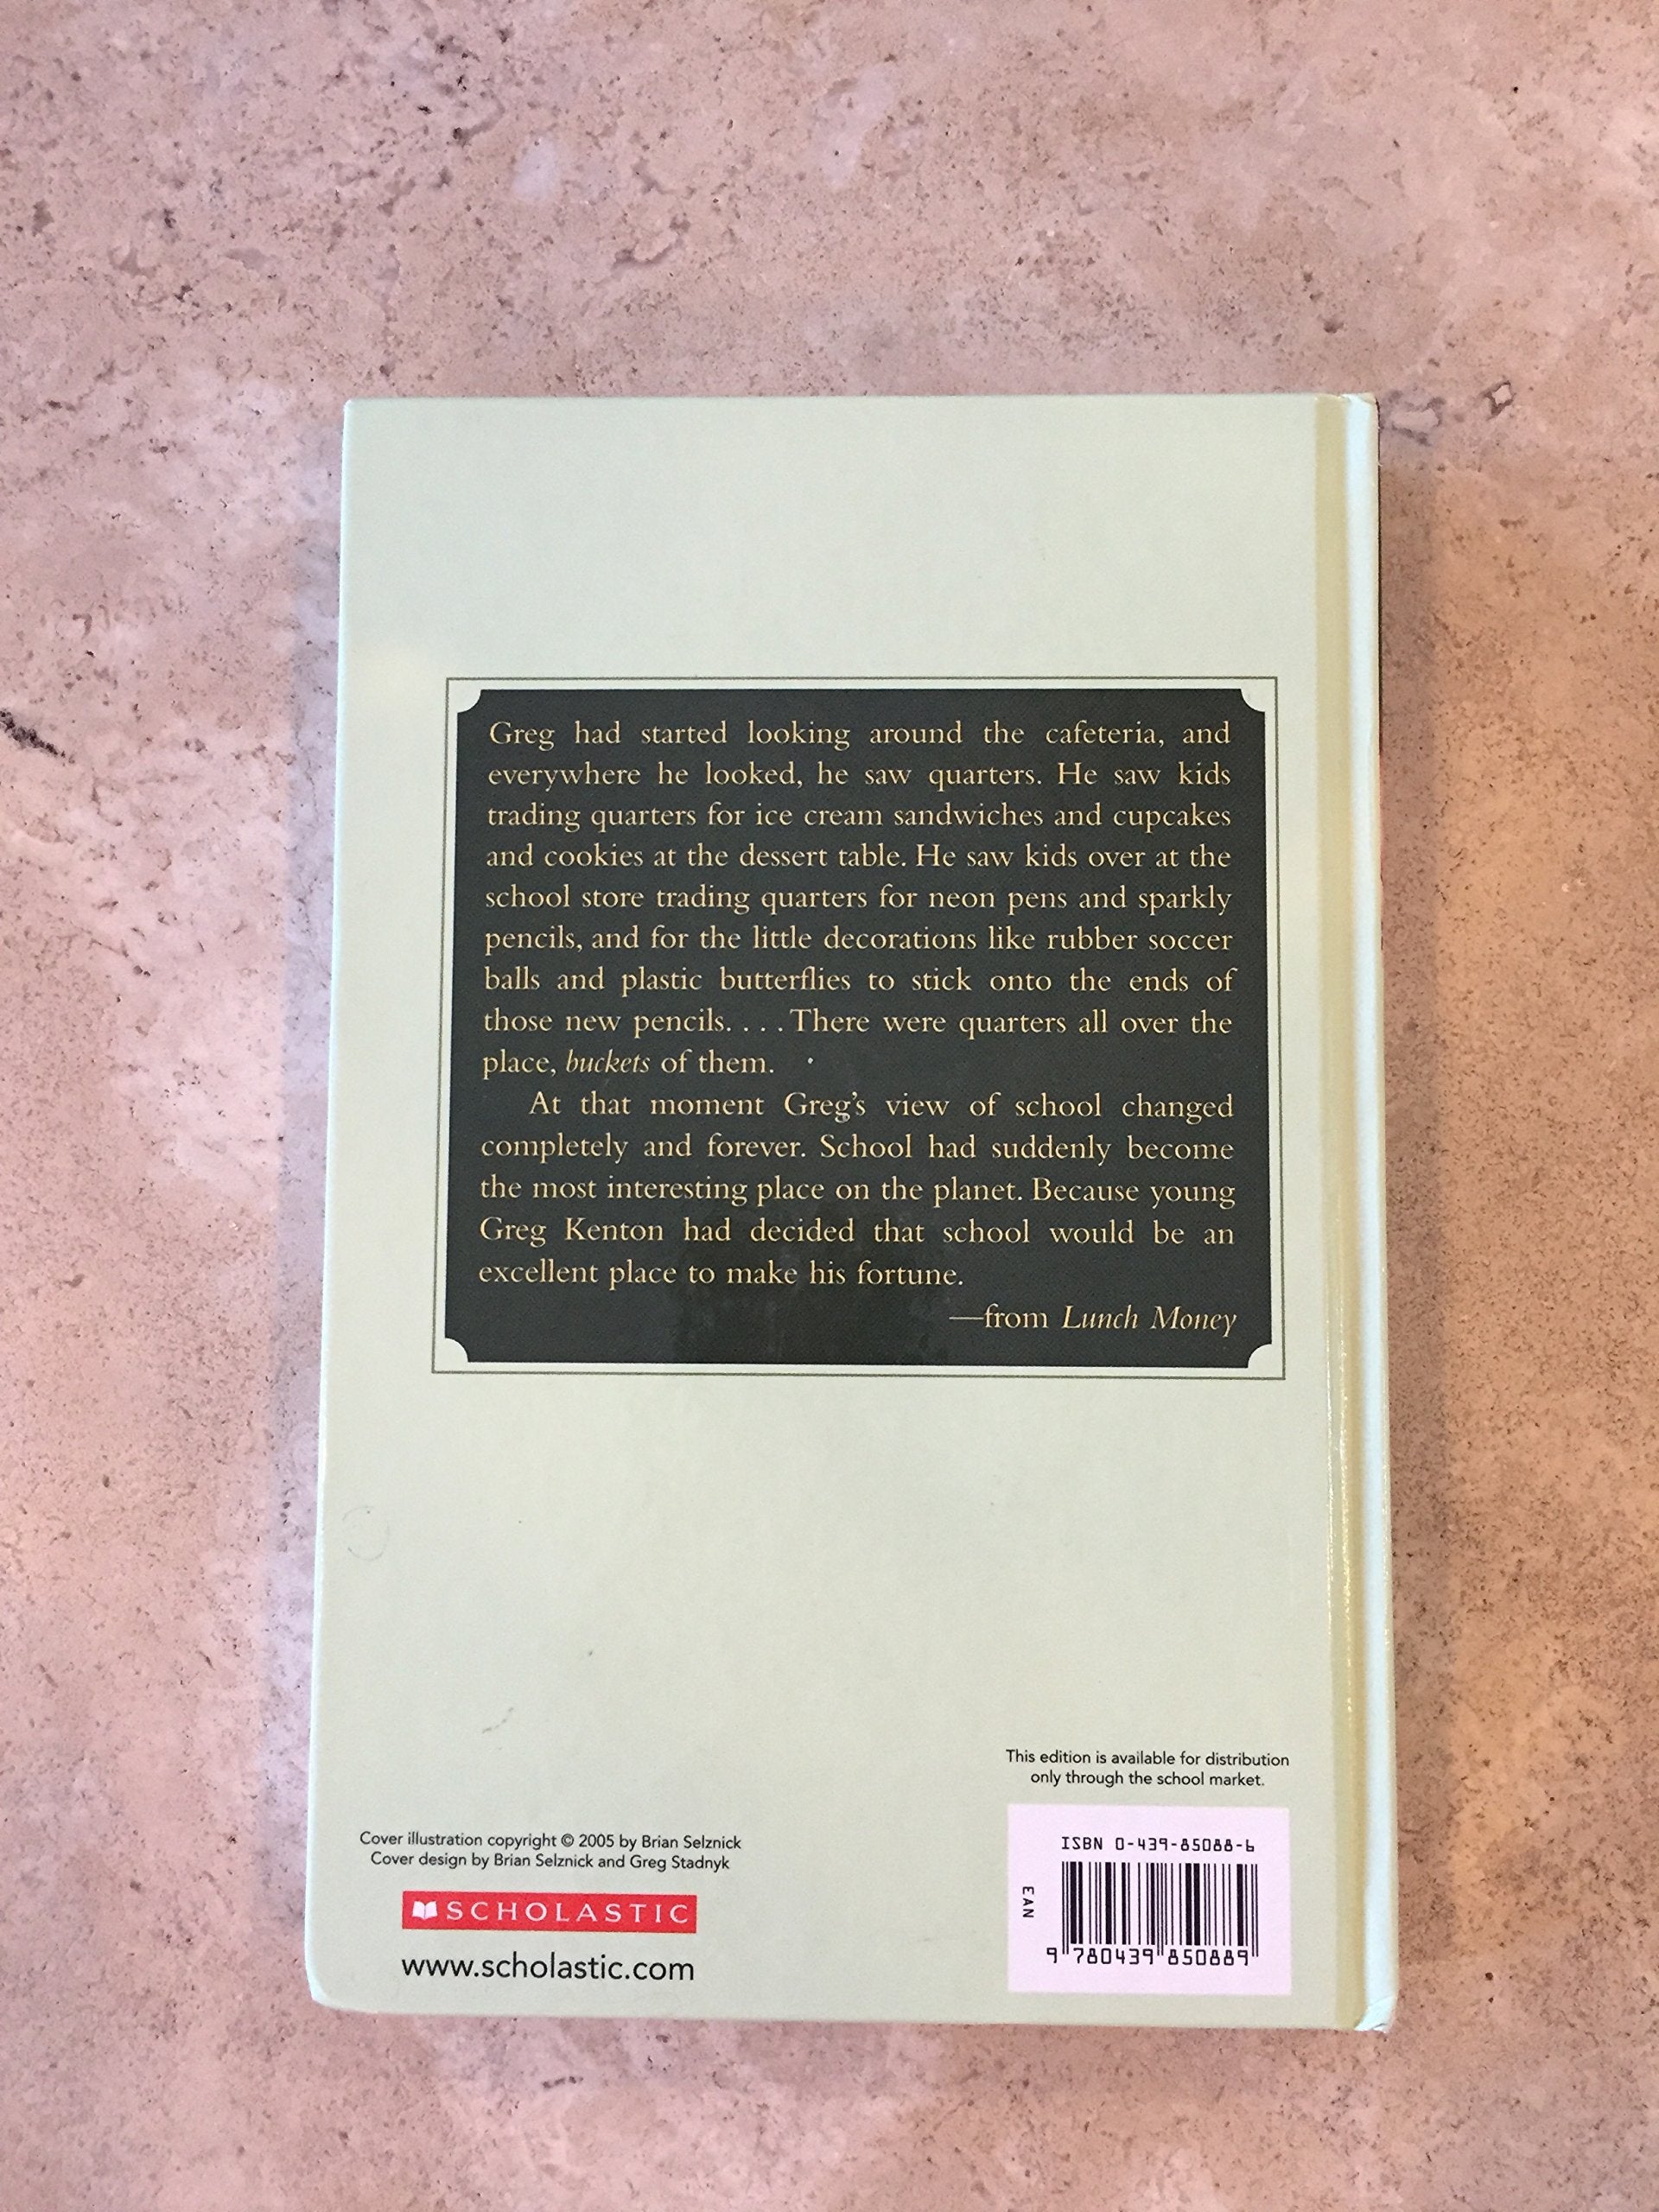 Greg had started looking around the cafeteria, and
everywhere he looked, he saw quarters. He saw kids
trading quarters for ice cream sandwiches and cupcakes
and cookies at the dessert table. He saw kids over at the
school store trading quarters for neon pens and sparkly
pencils, and for the little decorations like rubber soccer
balls and plastic butterflies to stick onto the ends of
those new pencils. . . . There were quarters all over the
place, buckets of them.
At that moment Greg's view of school changed
completely and forever. School had suddenly become
the most interesting place on the planet. Because young
Greg Kenton had decided that school would be an
excellent place to make his fortune.
—from Lunch Money
This edition is available for distribution
only through the school market.
Cover illustration copyright © 2005 by Brian Selznick
Cover design by Brian Selznick and Greg Stadnyk
SCHOLASTIC
www.scholastic.com
ISBN 0-439-85088-6
EAN
9 780439 850889